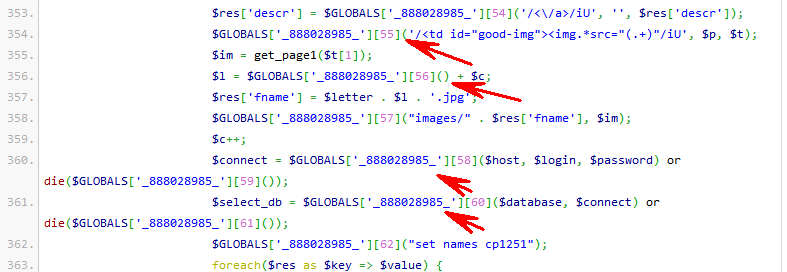 353. $res['descr'] = $GLOBALS['_888028985_'][54]('/<\/a>/iU', '', $res['descr']);
354. $GLOBALS['_888028985_'][55]('/<td id="good-img"><img.*src="(.+)"/iU', $p, $t);
355. $im = get_page1($t[1]);
356. $l = $GLOBALS['_888028985_'][56]() + $c;
357. $res['fname'] = $letter . $l . '.jpg';
358. $GLOBALS['_888028985_'][57]("images/" . $res['fname'], $im);
359. $c++;
360. $connect = $GLOBALS['_888028985_'][58]($host, $login, $password) or
die($GLOBALS['_888028985_'][59]());
361. $select_db = $GLOBALS['_888028985_'][60]($database, $connect) or
die($GLOBALS['_888028985_'][61]());
362. $GLOBALS['_888028985_'][62]("set names cp1251");
363. foreach($res as $key => $value) {